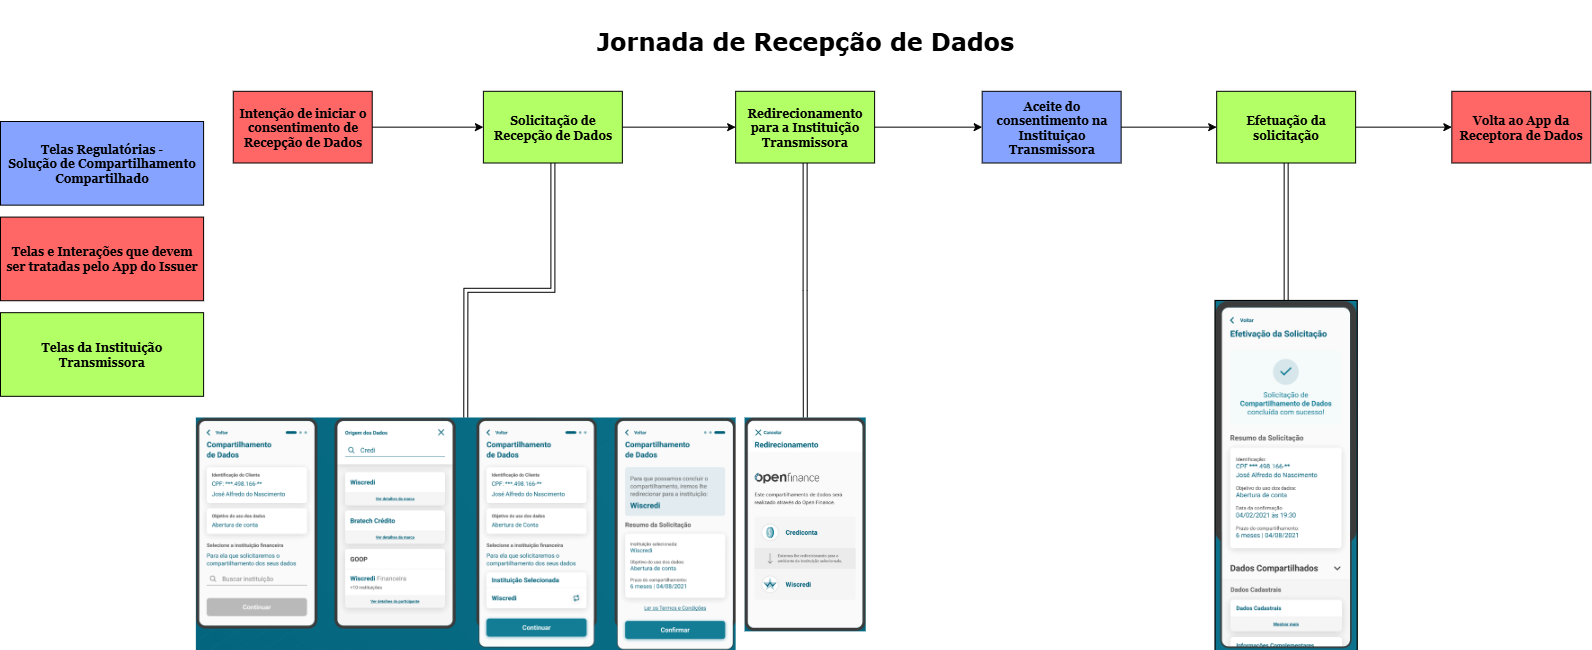 Jornada de Recepção de Dados
Intenção de iniciar o
consentimento de
Recepção de Dados
Solicitação de
Recepção de Dados
Redirecionamento
para a Instituição
Transmissora
Aceite do
consentimento na
Instituiçao
Transmissora
Efetuação da
solicitação
Volta ao App da
Receptora de Dados
Telas Regulatórias -
Solução de Compartilhamento
Compartilhado
Telas e Interações que devem
ser tratadas pelo App do Issuer
Telas da Instituição
Transmissora
Voltar
Compartilhamento
de Dados
Identificação do Cliente
CPF: ***.498.166-**
José Alfredo do Nascimento
Objetivo do uso dos dados
Abertura de conta
Selecione a instituição financeira
Para ela que solicitaremos o
compartilhamento dos seus dados
Buscar instituição
Continuar
Origem dos Dados
Credi
Wiscredi
Ver detalhes da marca
Bratech Crédito
Ver detalhes da marca
GOOP
Wiscredi Financeira
+10 instituições
Ver detalhes do participante
Voltar
Compartilhamento
de Dados
Identificação do Cliente
CPF: ***.498.166-**
José Alfredo do Nascimento
Objetivo do uso dos dados
Abertura de Conta
Selecione a instituição financeira
Para ela que solicitaremos o
compartilhamento dos seus dados
Instituição Selecionada
Wiscredi
Continuar
Voltar
Compartilhamento
de Dados
Para que possamos concluir o
compartilhamento, iremos lhe
redirecionar para a instituição:
Wiscredi
Resumo da Solicitação
Instituição selecionada:
Wiscredi
Objetivo do uso dos dados:
Abertura de conta
Prazo do compartilhamento:
6 meses | 04/08/2021
Ler os Termos e Condições
Confirmar
Cancelar
Redirecionamento
openfinance
Este compartilhamento de dados será
realizado através do Open Finance.
Crediconta
Estamos lhe redirecionando para o
ambiente da instituição selecionada.
Wiscredi
Voltar
Efetivação da Solicitação
Solicitação de
Compartilhamento de Dados
concluída com sucesso!
Resumo da Solicitação
Identificação:
CPF ***.498.166-**
José Alfredo do Nascimento
Objetivo do uso dos dados:
Abertura de conta
Data da confirmação:
04/02/2021 às 19:30
Prazo do compartilhamento:
6 meses | 04/08/2021
Dados Compartilhados
Dados Cadastrais
Dados Cadastrais
Mostrar mais
Informações Complementares